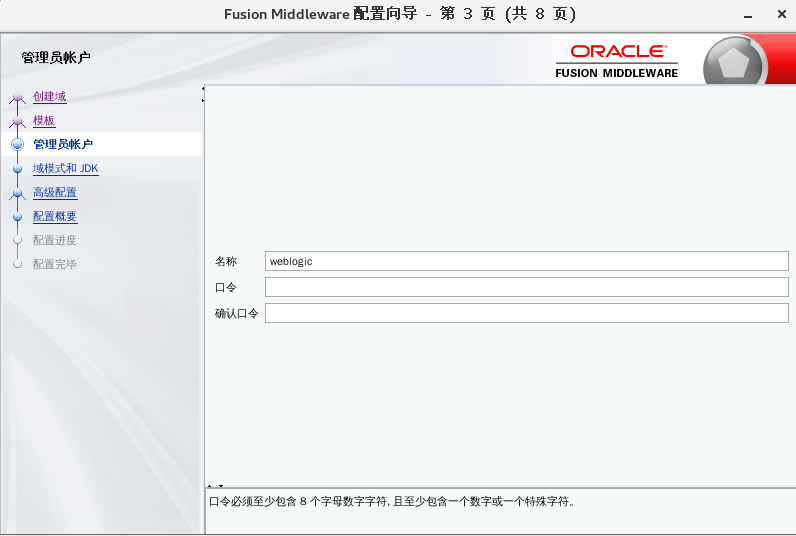 Fusion Middleware 配置向导 - 第 3 页 (共 8 页)
管理员帐户
ORACLE
FUSION MIDDLEWARE
创建域
模板
管理员帐户
域模式和 JDK
高级配置
配置概要
配置进度
配置完毕
名称 weblogic
口令
确认口令
口令必须至少包含 8 个字母数字字符, 且至少包含一个数字或一个特殊字符。